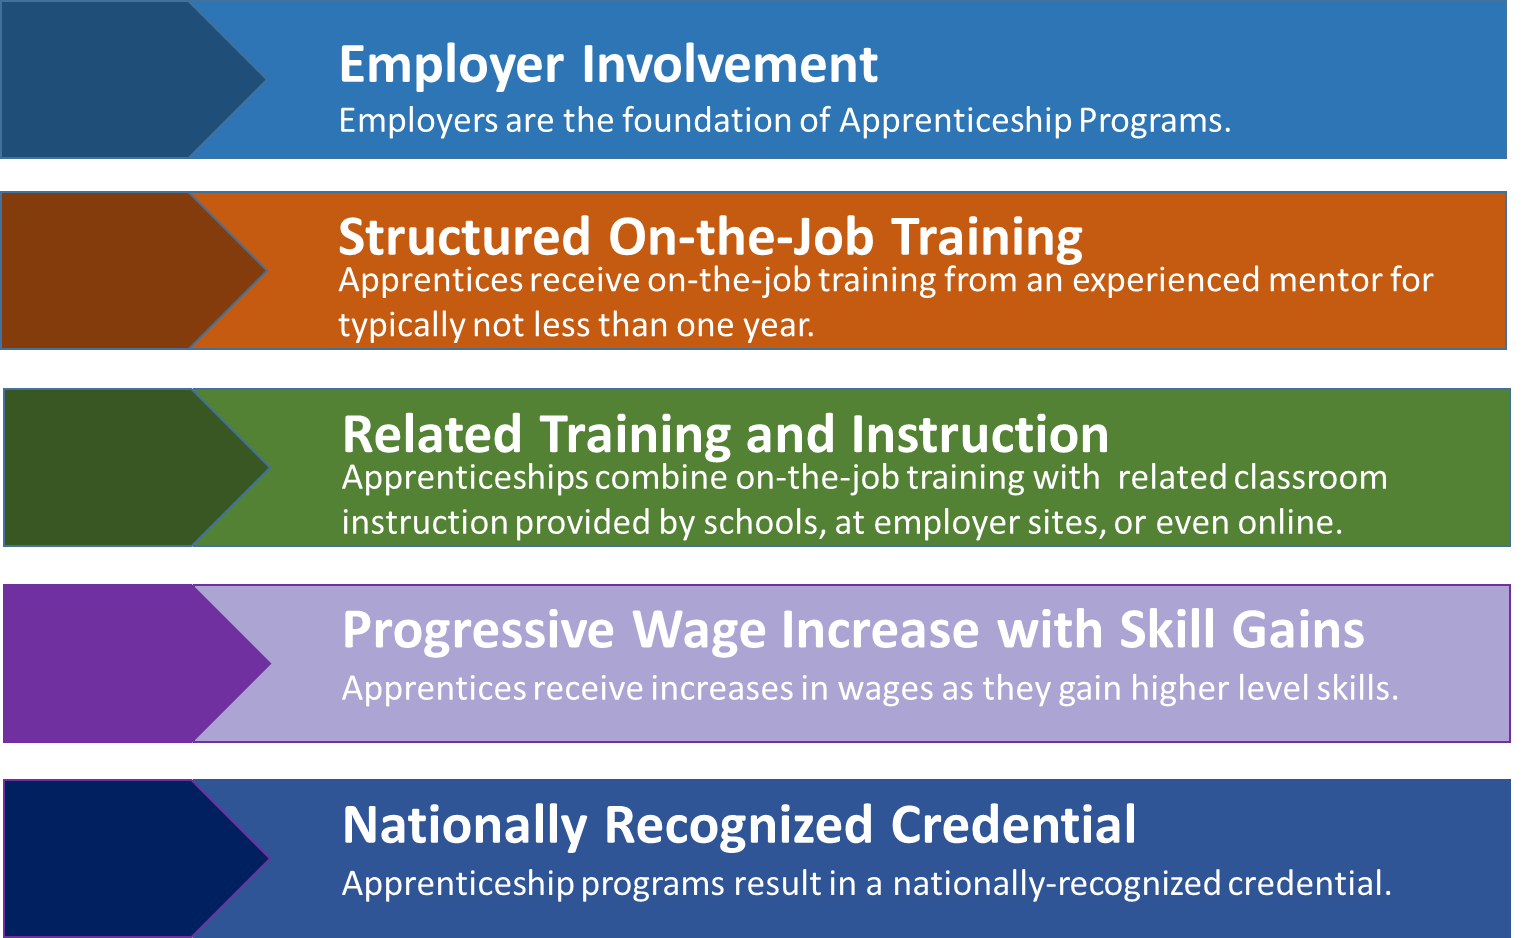 Employer Involvement
Employers are the foundation of Apprenticeship Programs.
Structured On-the-Job Training
Apprentices receive on-the-job training from an experienced mentor for
typically not less than one year.
Related Training and Instruction
Apprenticeships combine on-the-job training with  related classroom
instruction provided by schools, at employer sites, or even online.
Progressive Wage Increase with Skill Gains
Apprentices receive increases in wages as they gain higher level skills.
Nationally Recognized Credential
Apprenticeship programs result in a nationally-recognized credential.